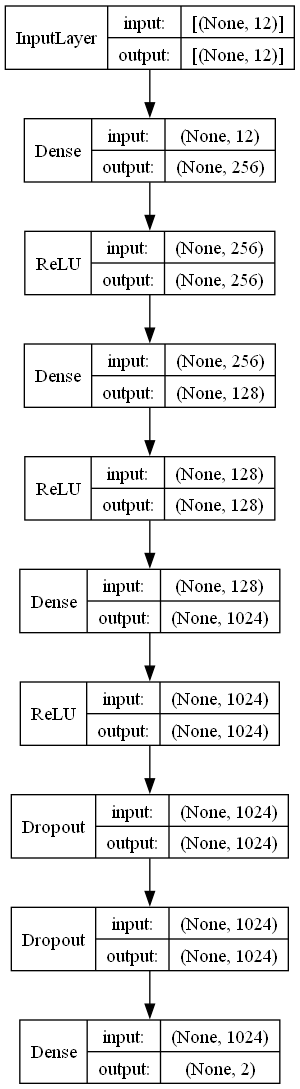 InputLayer input: [(None, 12)]
output: [(None, 12)]
Dense input: (None, 12)
output: (None, 256)
ReLU input: (None, 256)
output: (None, 256)
Dense input: (None, 256)
output: (None, 128)
ReLU input: (None, 128)
output: (None, 128)
Dense input: (None, 128)
output: (None, 1024)
ReLU input: (None, 1024)
output: (None, 1024)
Dropout input: (None, 1024)
output: (None, 1024)
Dropout input: (None, 1024)
output: (None, 1024)
Dense input: (None, 1024)
output: (None, 2)